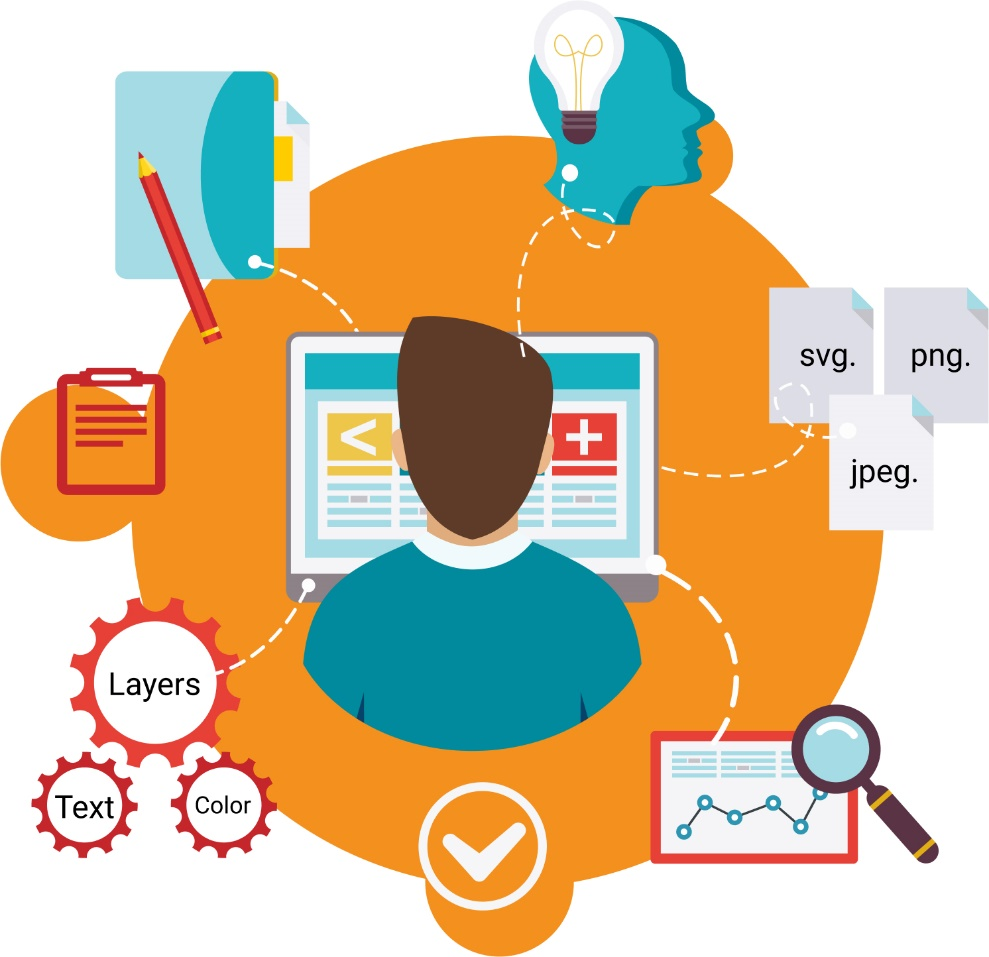 svg.
png.
jpeg.
<
+
Layers
Text
Color